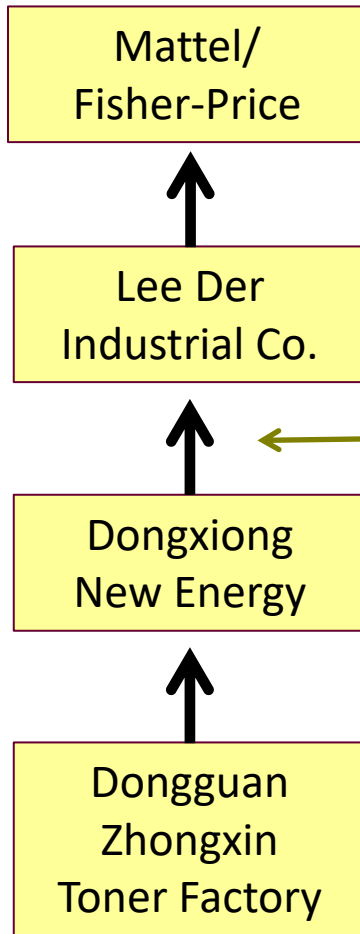 Mattel/
Fisher-Price
Lee Der
Industrial Co.
Dongxiong
New Energy
Dongguan
Zhongxin
Toner Factory